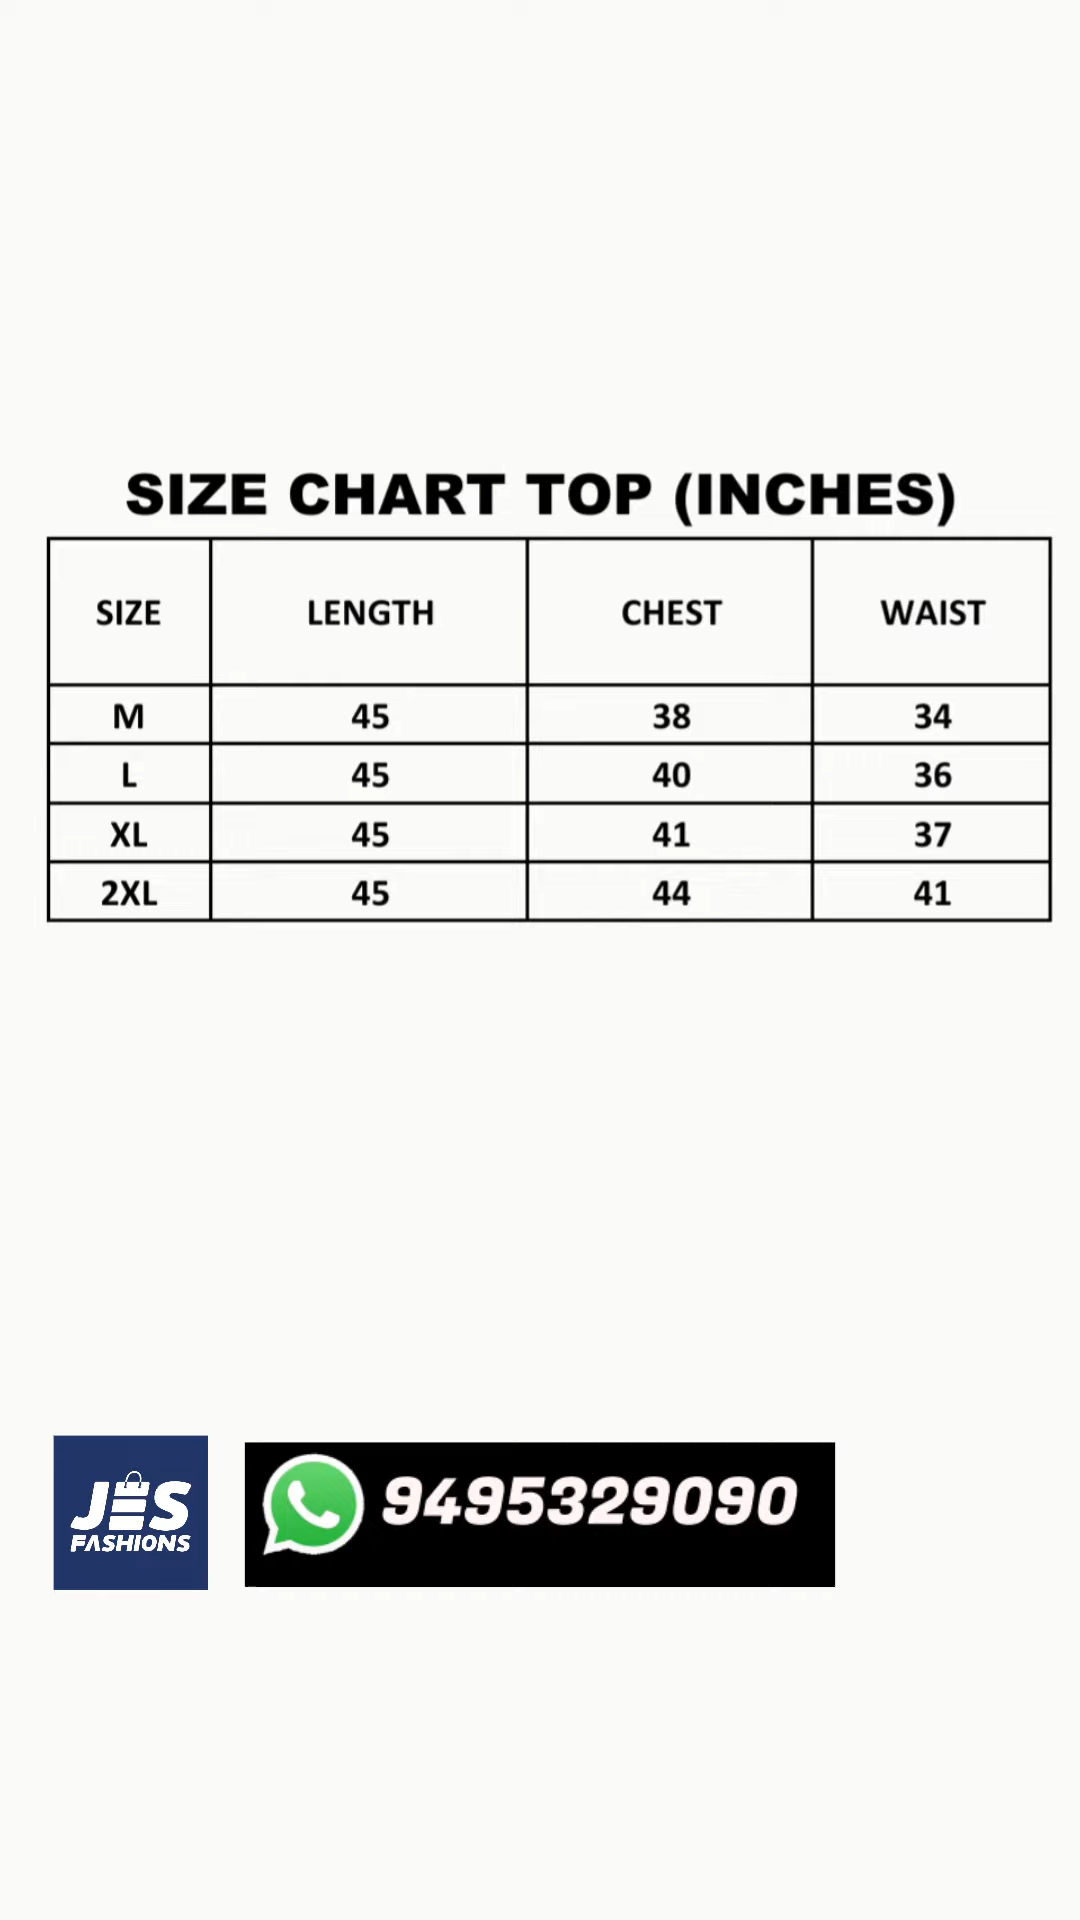 SIZE CHART TOP (INCHES)
SIZE LENGTH CHEST WAIST
M 45 38 34
L 45 40 36
XL 45 41 37
2XL 45 44 41
JES
FASHIONS
9495329090